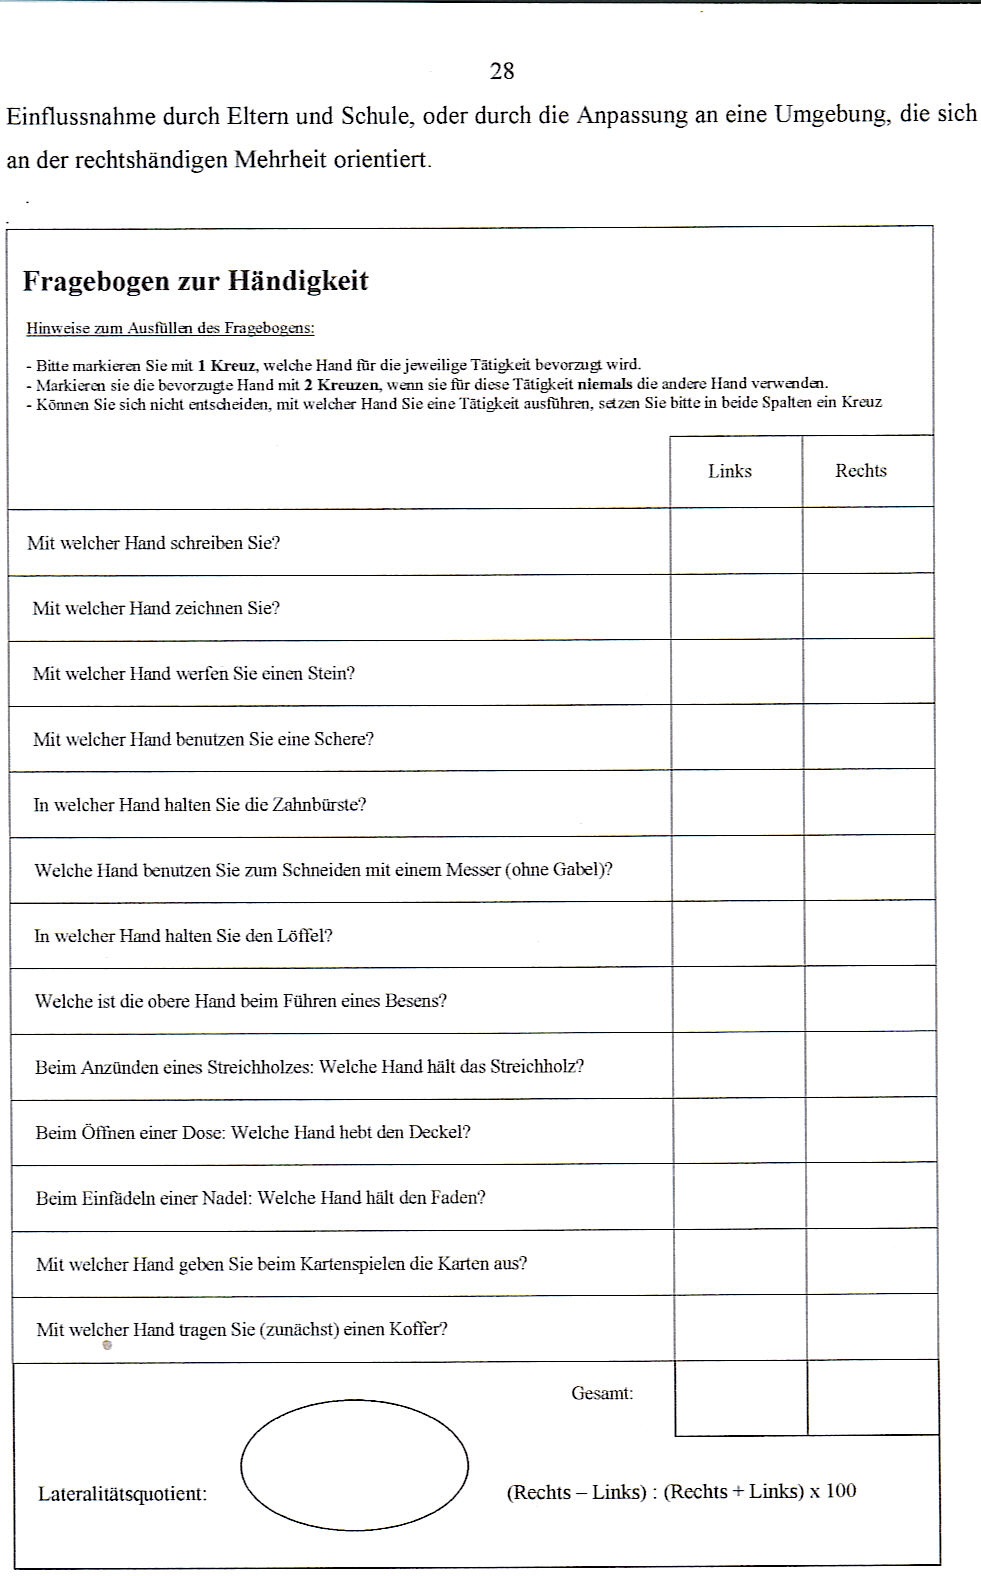 28
Einflussnahme durch Eltern und Schule, oder durch die Anpassung an eine Umgebung, die sich
an der rechtshändigen Mehrheit orientiert.
Fragebogen zur Händigkeit
Hinweise zum Ausfüllen des Fragebogens:
- Bitte markieren Sie mit 1 Kreuz, welche Hand für die jeweilige Tätigkeit bevorzugt wird.
- Markieren sie die bevorzugte Hand mit 2 Kreuzen, wenn sie für diese Tätigkeit niemals die andere Hand verwenden.
- Können Sie sich nicht entscheiden, mit welcher Hand Sie eine Tätigkeit ausführen, setzen Sie bitte in beide Spalten ein Kreuz
Links Rechts
Mit welcher Hand schreiben Sie?
Mit welcher Hand zeichnen Sie?
Mit welcher Hand werfen Sie einen Stein?
Mit welcher Hand benutzen Sie eine Schere?
In welcher Hand halten Sie die Zahnbürste?
Welche Hand benutzen Sie zum Schneiden mit einem Messer (ohne Gabel)?
In welcher Hand halten Sie den Löffel?
Welche ist die obere Hand beim Führen eines Besens?
Beim Anzünden eines Streichholzes: Welche Hand hält das Streichholz?
Beim Öffnen einer Dose: Welche Hand hebt den Deckel?
Beim Einfädeln einer Nadel: Welche Hand hält den Faden?
Mit welcher Hand geben Sie beim Kartenspielen die Karten aus?
Mit welcher Hand tragen Sie (zunächst) einen Koffer?
Gesamt:
Lateralitätsquotient: (Rechts – Links) : (Rechts + Links) x 100